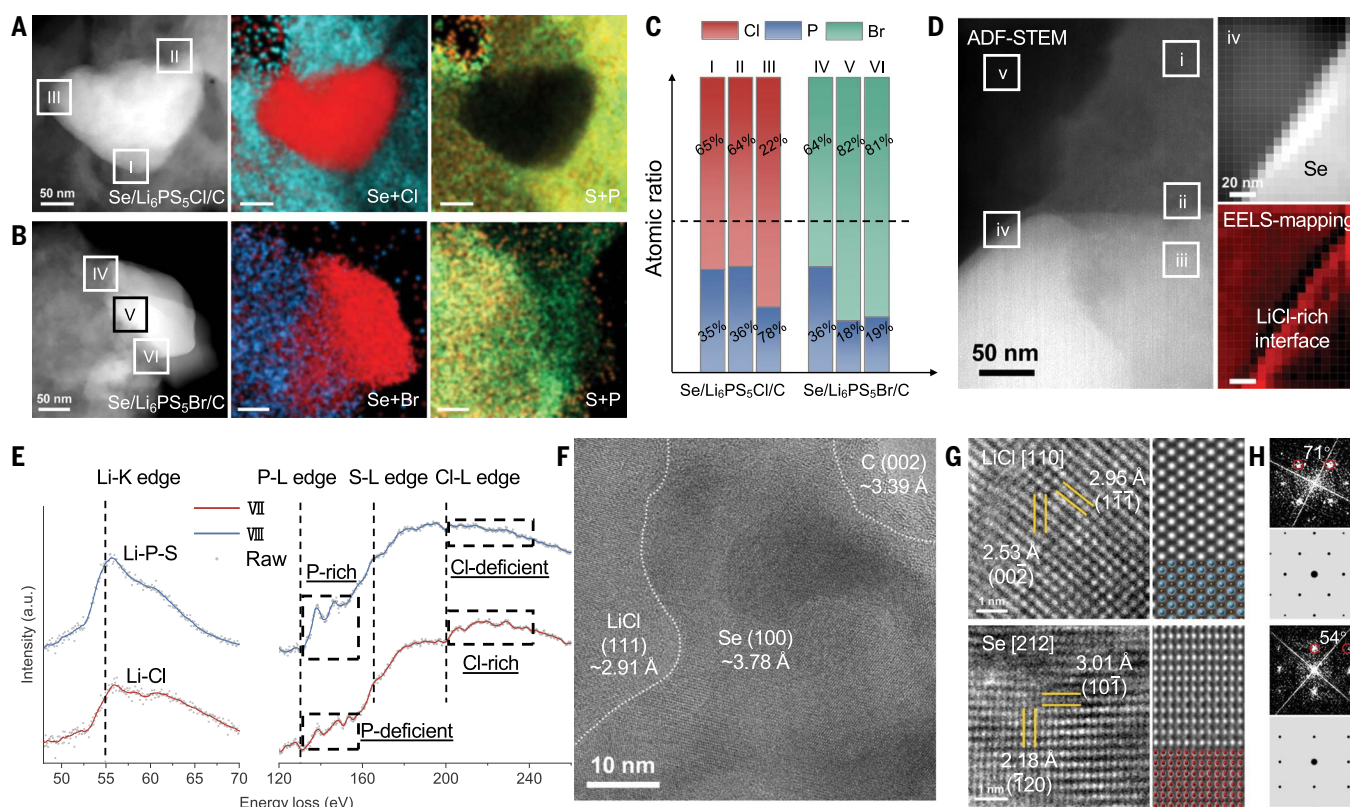 A
II
III
I
50 nm
Se/Li₆PS₅Cl/C
Se+Cl
S+P
B
IV
V
VI
50 nm
Se/Li₆PS₅Br/C
Se+Br
S+P
C
Cl P Br
I II III IV V VI
65% 64% 22% 64% 82% 81%
35% 36% 78% 36% 18% 19%
Atomic ratio
Se/Li₆PS₅Cl/C Se/Li₆PS₅Br/C
D
ADF-STEM
v
i
ii
iv
iii
50 nm
iv
Se
20 nm
EELS-mapping
LiCl-rich
interface
E
Li-K edge
P-L edge
S-L edge
Cl-L edge
VII
VIII
Raw
Li-P-S
Li-Cl
P-rich
Cl-deficient
Cl-rich
P-deficient
Intensity (a.u.)
50 55 60 65 70 120 160 200 240
Energy loss (eV)
F
C (002)
~3.39 Å
LiCl
(111)
~2.91 Å
Se (100)
~3.78 Å
10 nm
G
LiCl [110]
2.95 Å
(11̄1̄)
2.53 Å
(002̄)
1 nm
Se [212]
3.01 Å
(101̄)
2.18 Å
(1̄20)
1 nm
H
71°
54°